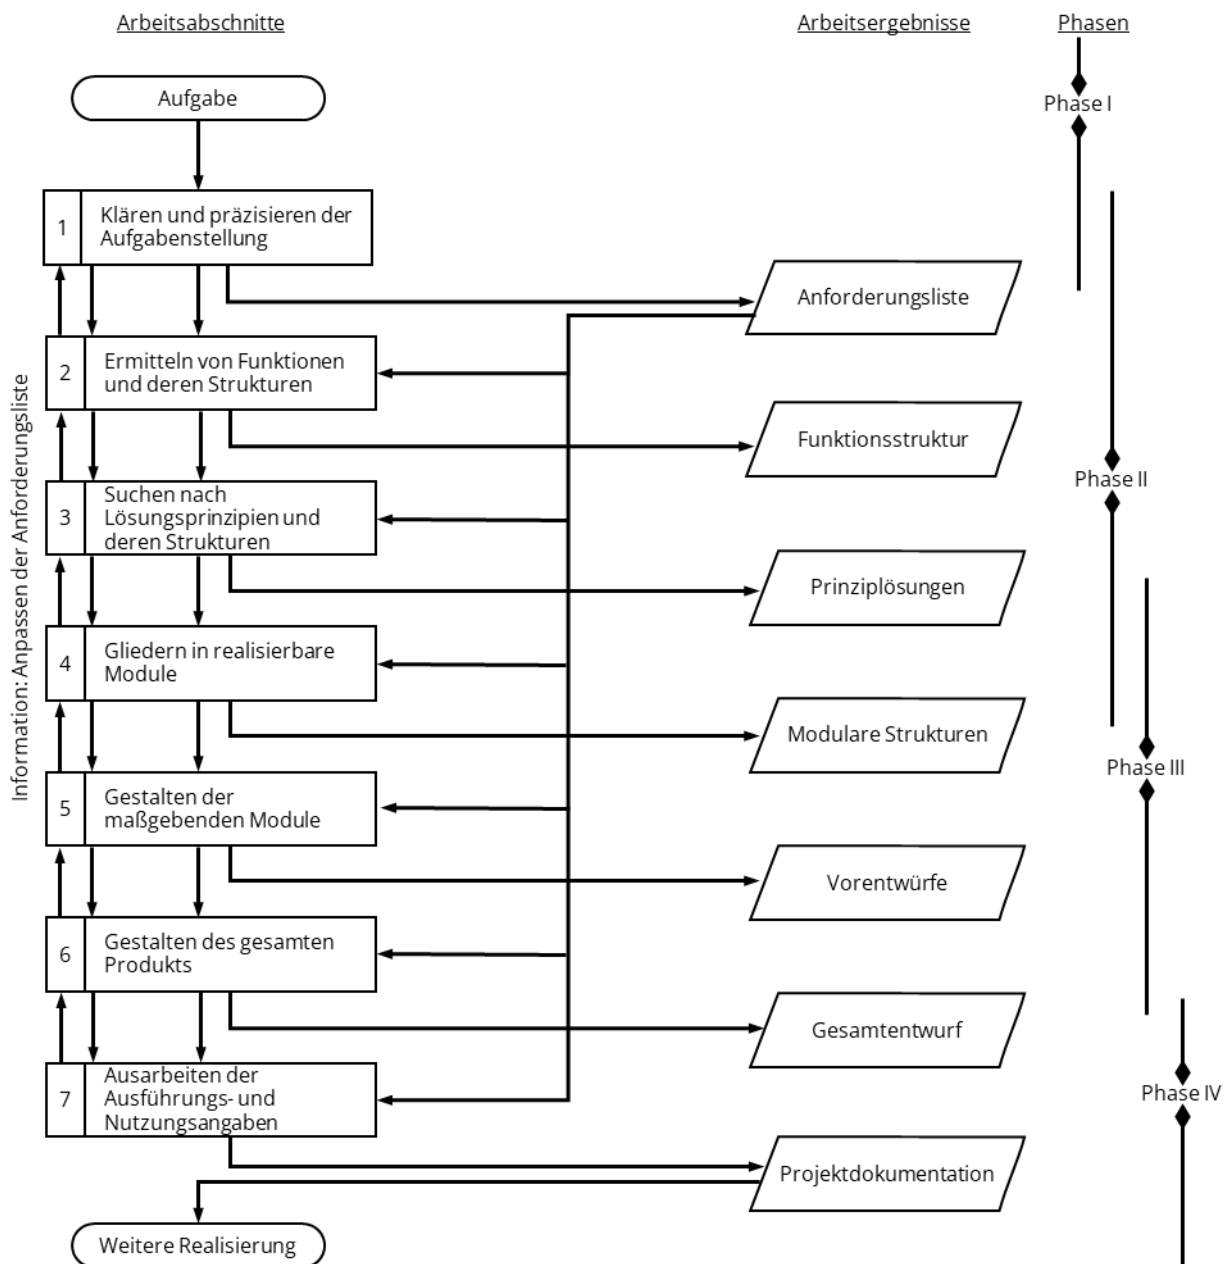 Arbeitsabschnitte
Arbeitsergebnisse
Phasen
Aufgabe
Phase I
1
Klären und präzisieren der
Aufgabenstellung
Anforderungsliste
2
Ermitteln von Funktionen
und deren Strukturen
Funktionsstruktur
Phase II
3
Suchen nach
Lösungsprinzipien und
deren Strukturen
Prinziplösungen
Information: Anpassen der Anforderungsliste
4
Gliedern in realisierbare
Module
Modulare Strukturen
Phase III
5
Gestalten der
maßgebenden Module
Vorentwürfe
6
Gestalten des gesamten
Produkts
Gesamtentwurf
7
Ausarbeiten der
Ausführungs- und
Nutzungsangaben
Phase IV
Projektdokumentation
Weitere Realisierung